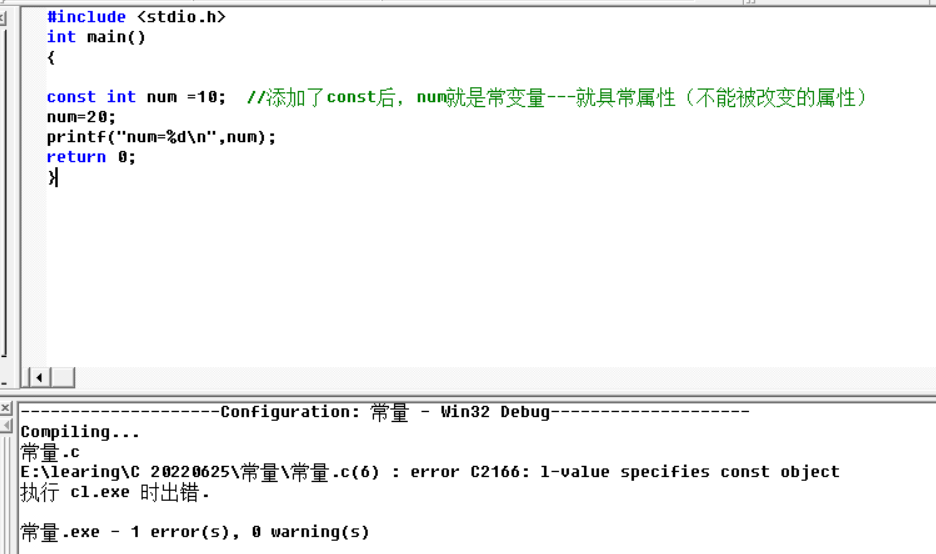 #include <stdio.h>
int main()
{
const int num =10;  //添加了const后，num就是常变量---就具常属性（不能被改变的属性）
num=20;
printf("num=%d\n",num);
return 0;
}
--------------------Configuration: 常量 - Win32 Debug--------------------
Compiling...
常量.c
E:\learing\C 20220625\常量\常量.c(6) : error C2166: l-value specifies const object
执行 cl.exe 时出错.
常量.exe - 1 error(s), 0 warning(s)